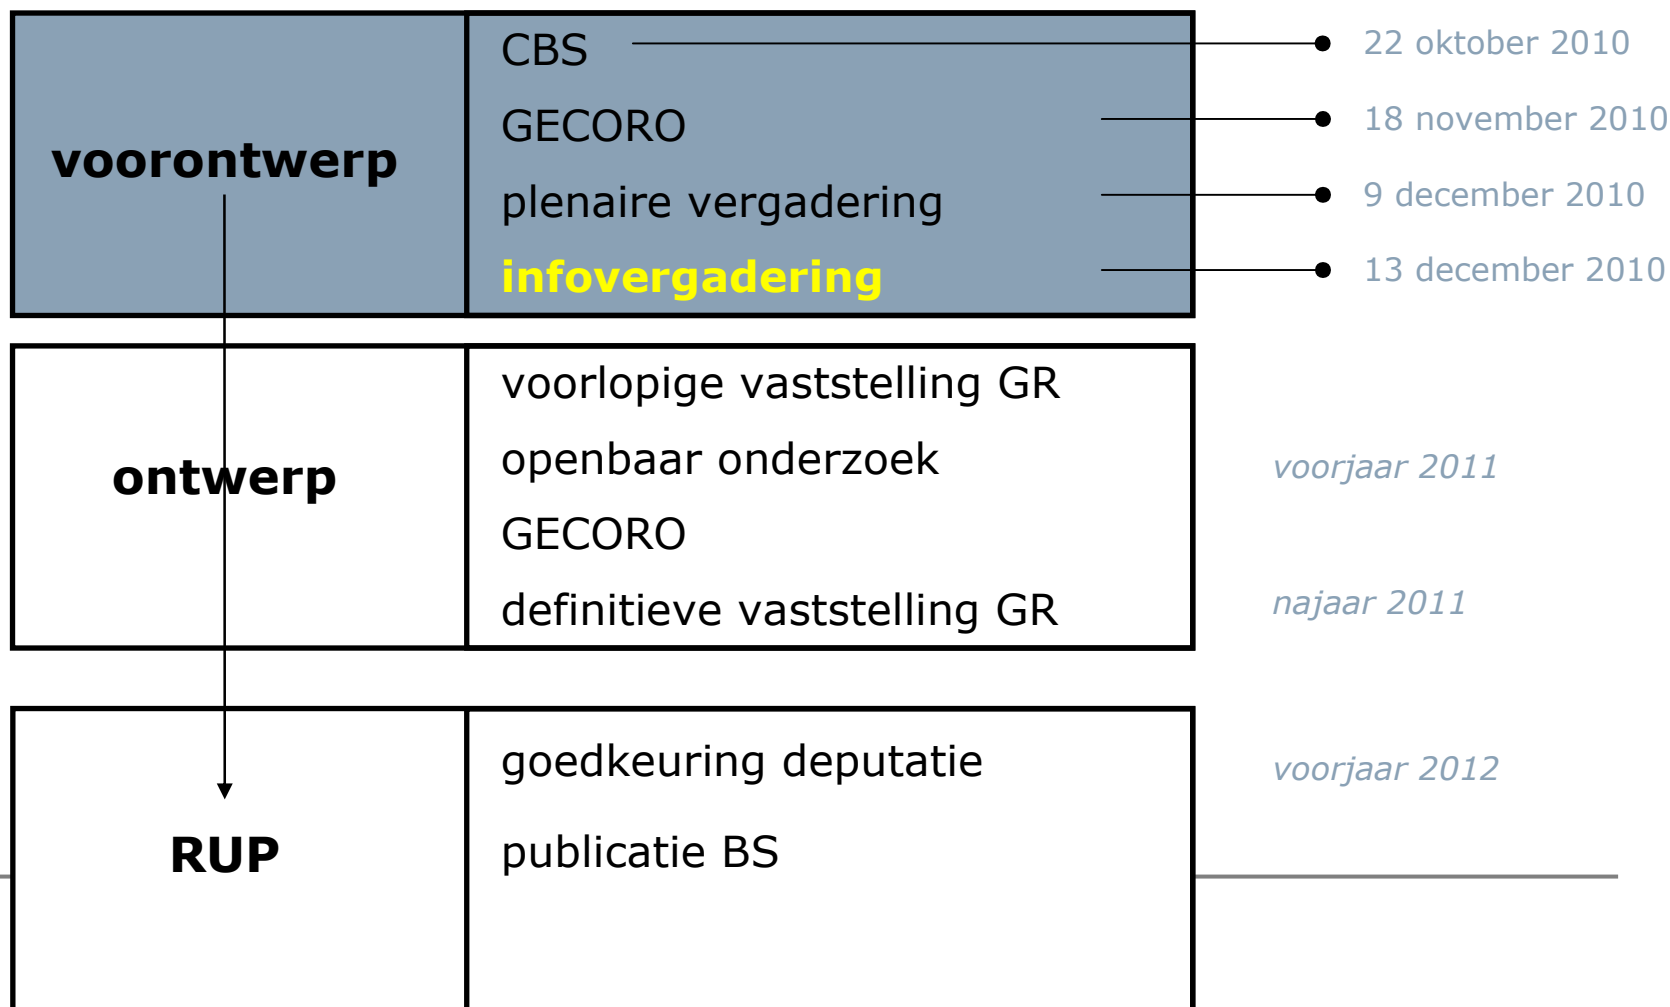 voorontwerp
CBS
22 oktober 2010
GECORO
18 november 2010
plenaire vergadering
9 december 2010
infovergadering
13 december 2010
ontwerp
voorlopige vaststelling GR
openbaar onderzoek
voorjaar 2011
GECORO
definitieve vaststelling GR
najaar 2011
RUP
goedkeuring deputatie
voorjaar 2012
publicatie BS